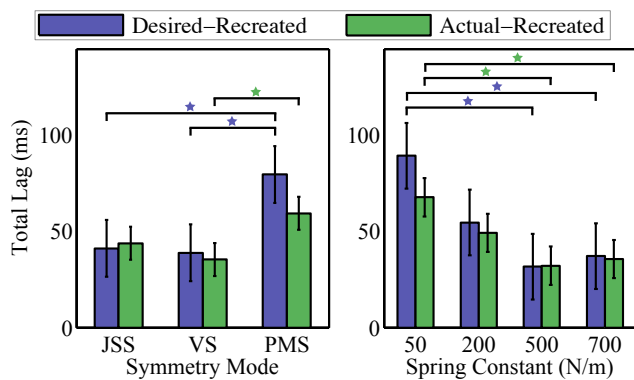 Desired–Recreated Actual–Recreated
Total Lag (ms)
100
50
0
JSS VS PMS
Symmetry Mode
100
50
0
50 200 500 700
Spring Constant (N/m)